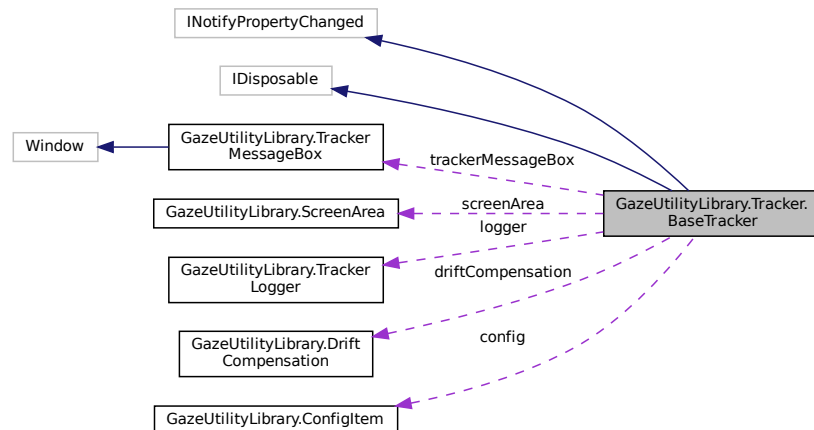 INotifyPropertyChanged
IDisposable
Window
GazeUtilityLibrary.Tracker
MessageBox
trackerMessageBox
GazeUtilityLibrary.ScreenArea
screenArea
GazeUtilityLibrary.Tracker.
BaseTracker
logger
GazeUtilityLibrary.Tracker
Logger
driftCompensation
GazeUtilityLibrary.Drift
Compensation
config
GazeUtilityLibrary.ConfigItem